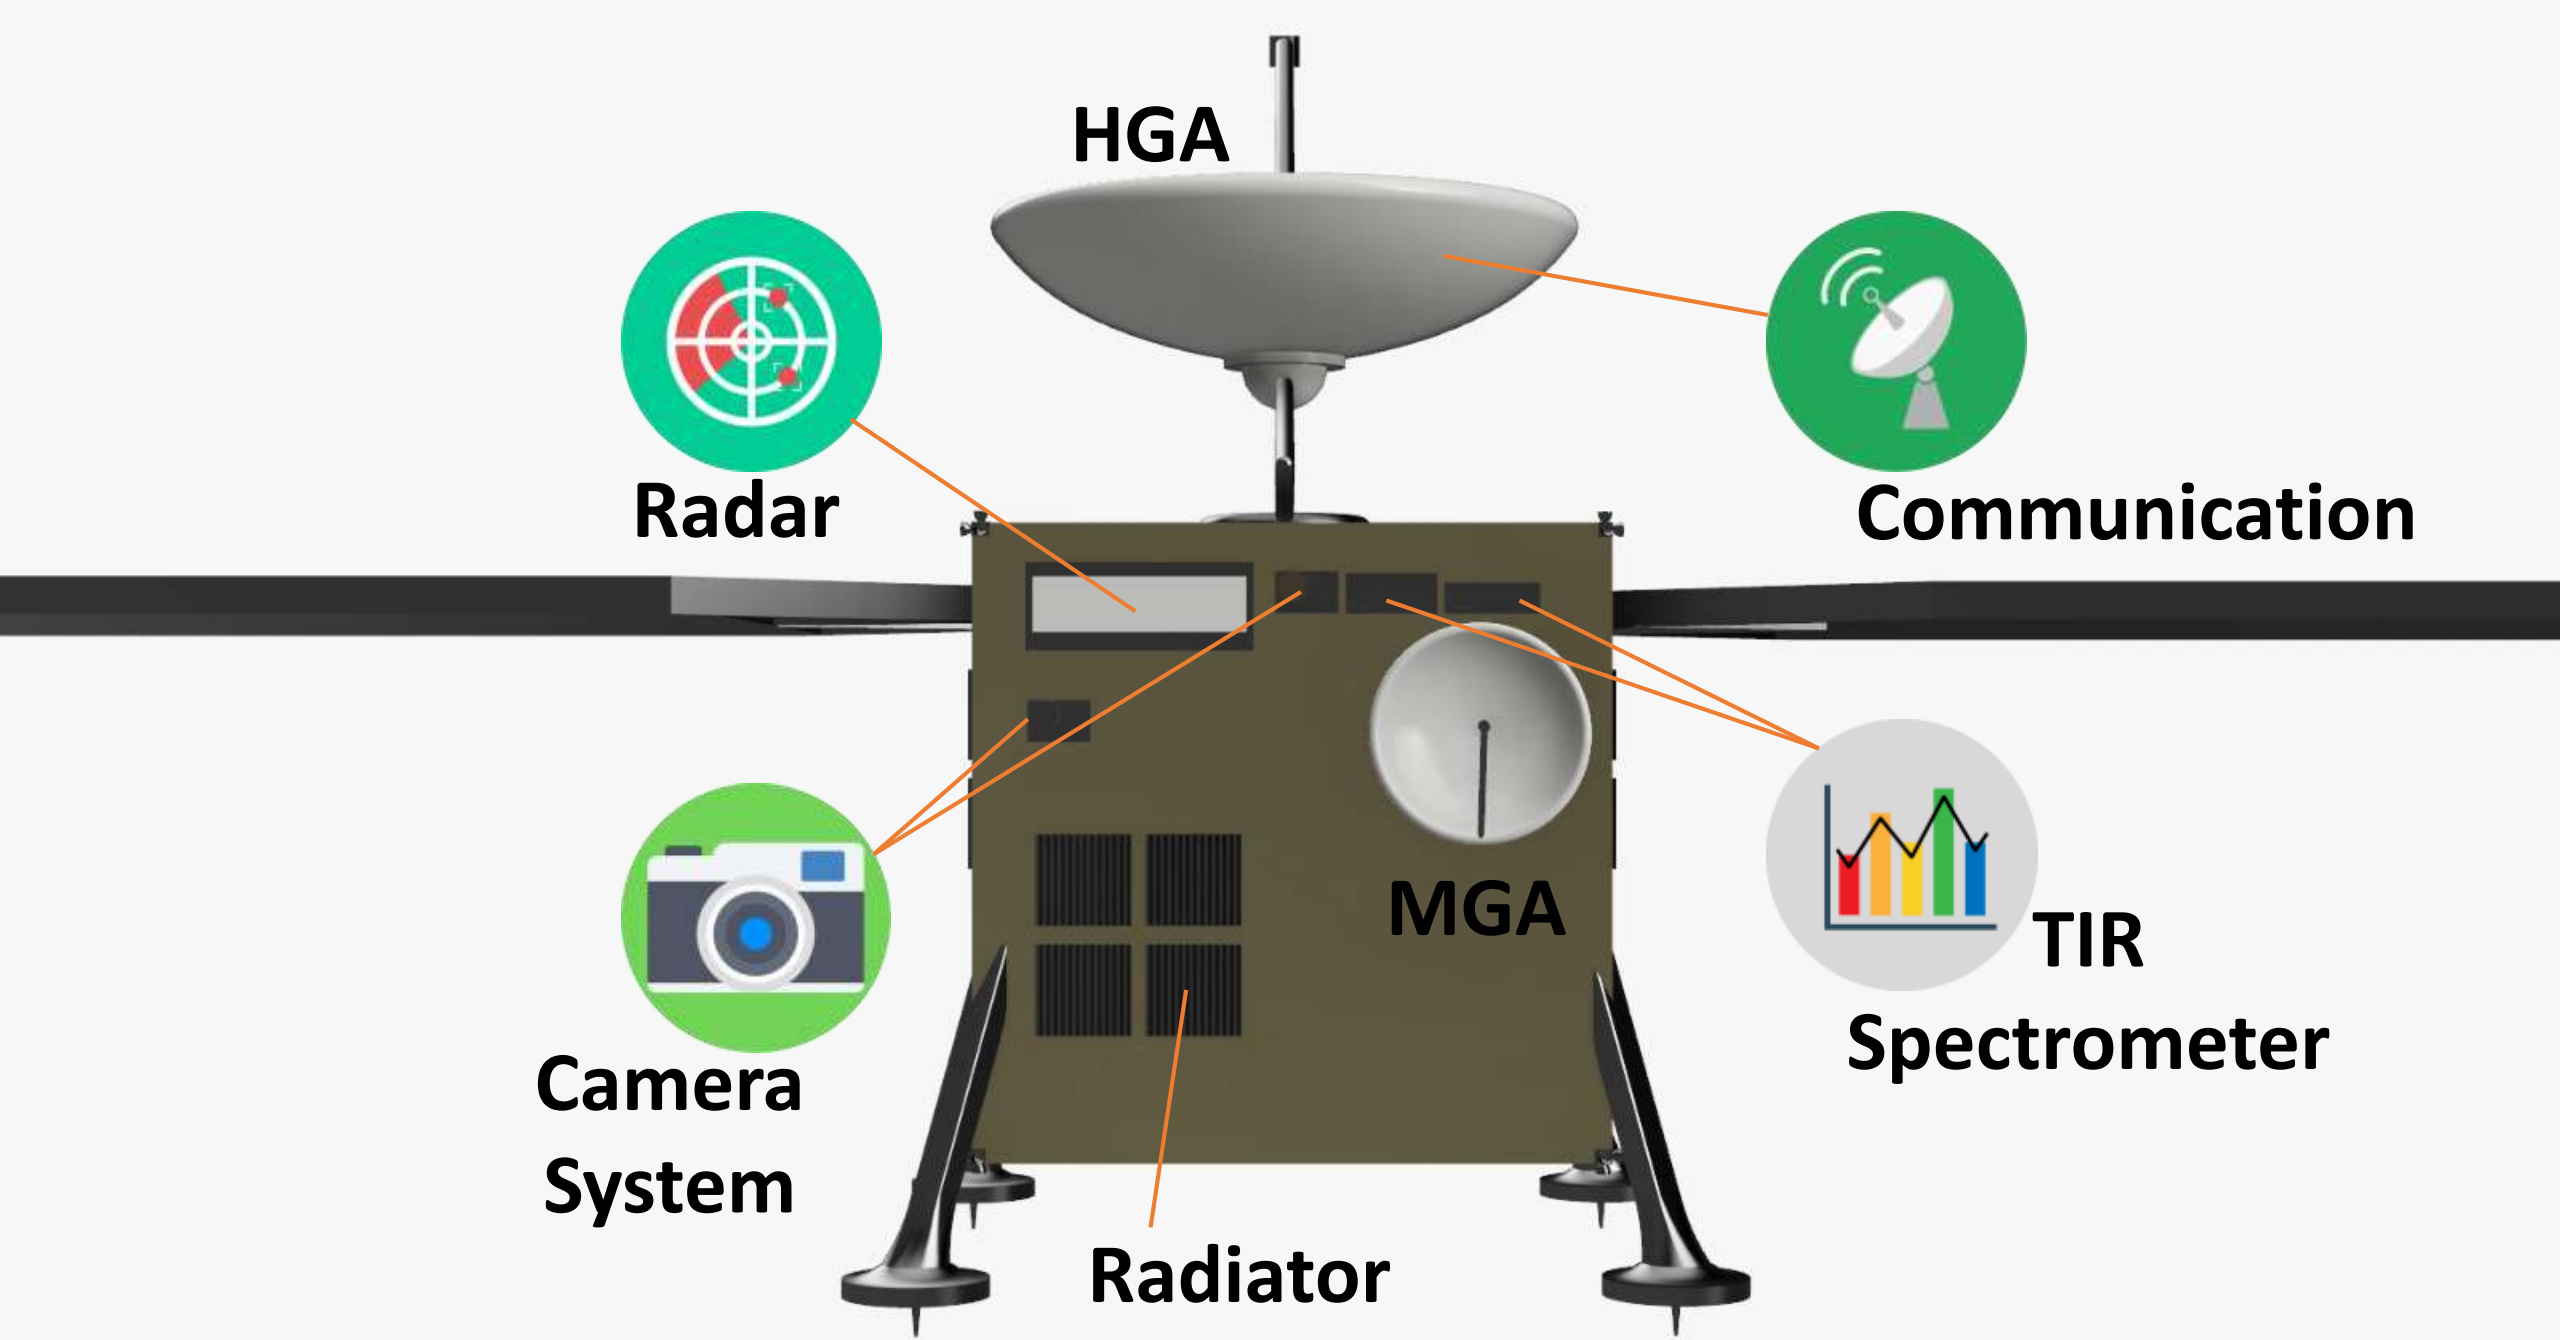 HGA
Radar
Communication
MGA
TIR
Spectrometer
Camera
System
Radiator